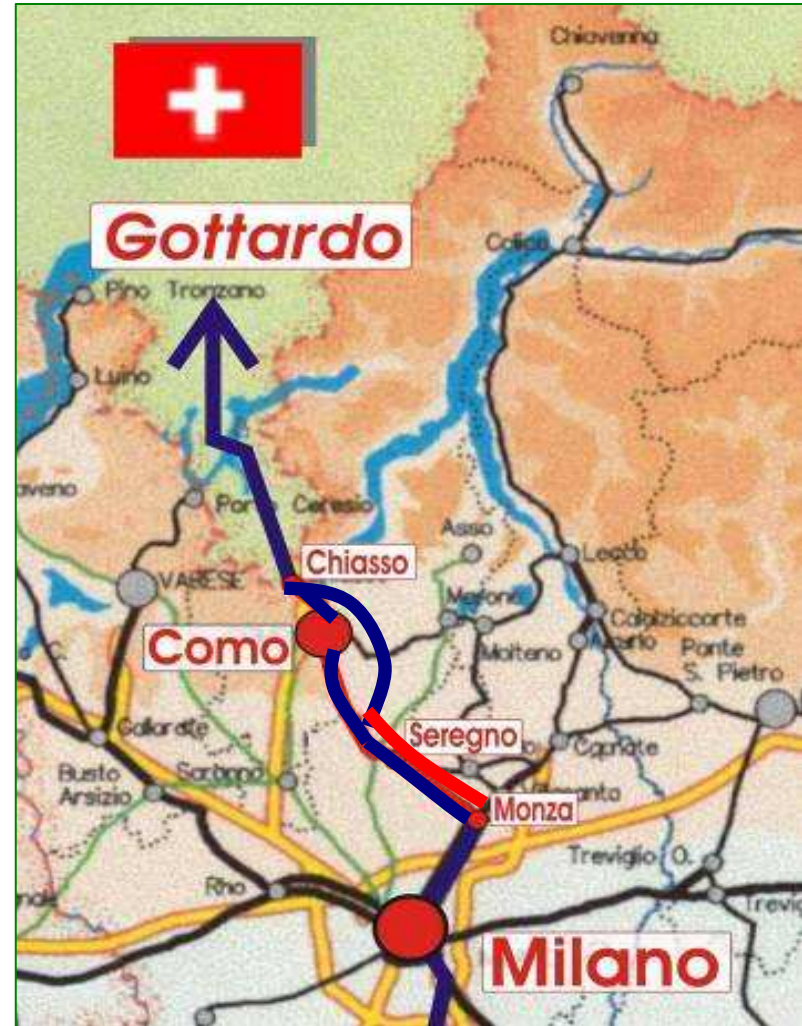 Chiavenna
Gottardo
Colico
Pino Tronzano
Luino
Porto Ceresio
Asso
Chiasso
Lecco
VARESE
Calolziocorte
Como
Molteno
Ponte
S. Pietro
Gallarate
Seregno
Carnate
Busto
Arsizio
Saronno
Monza
Treviglio O.
Rho
Milano